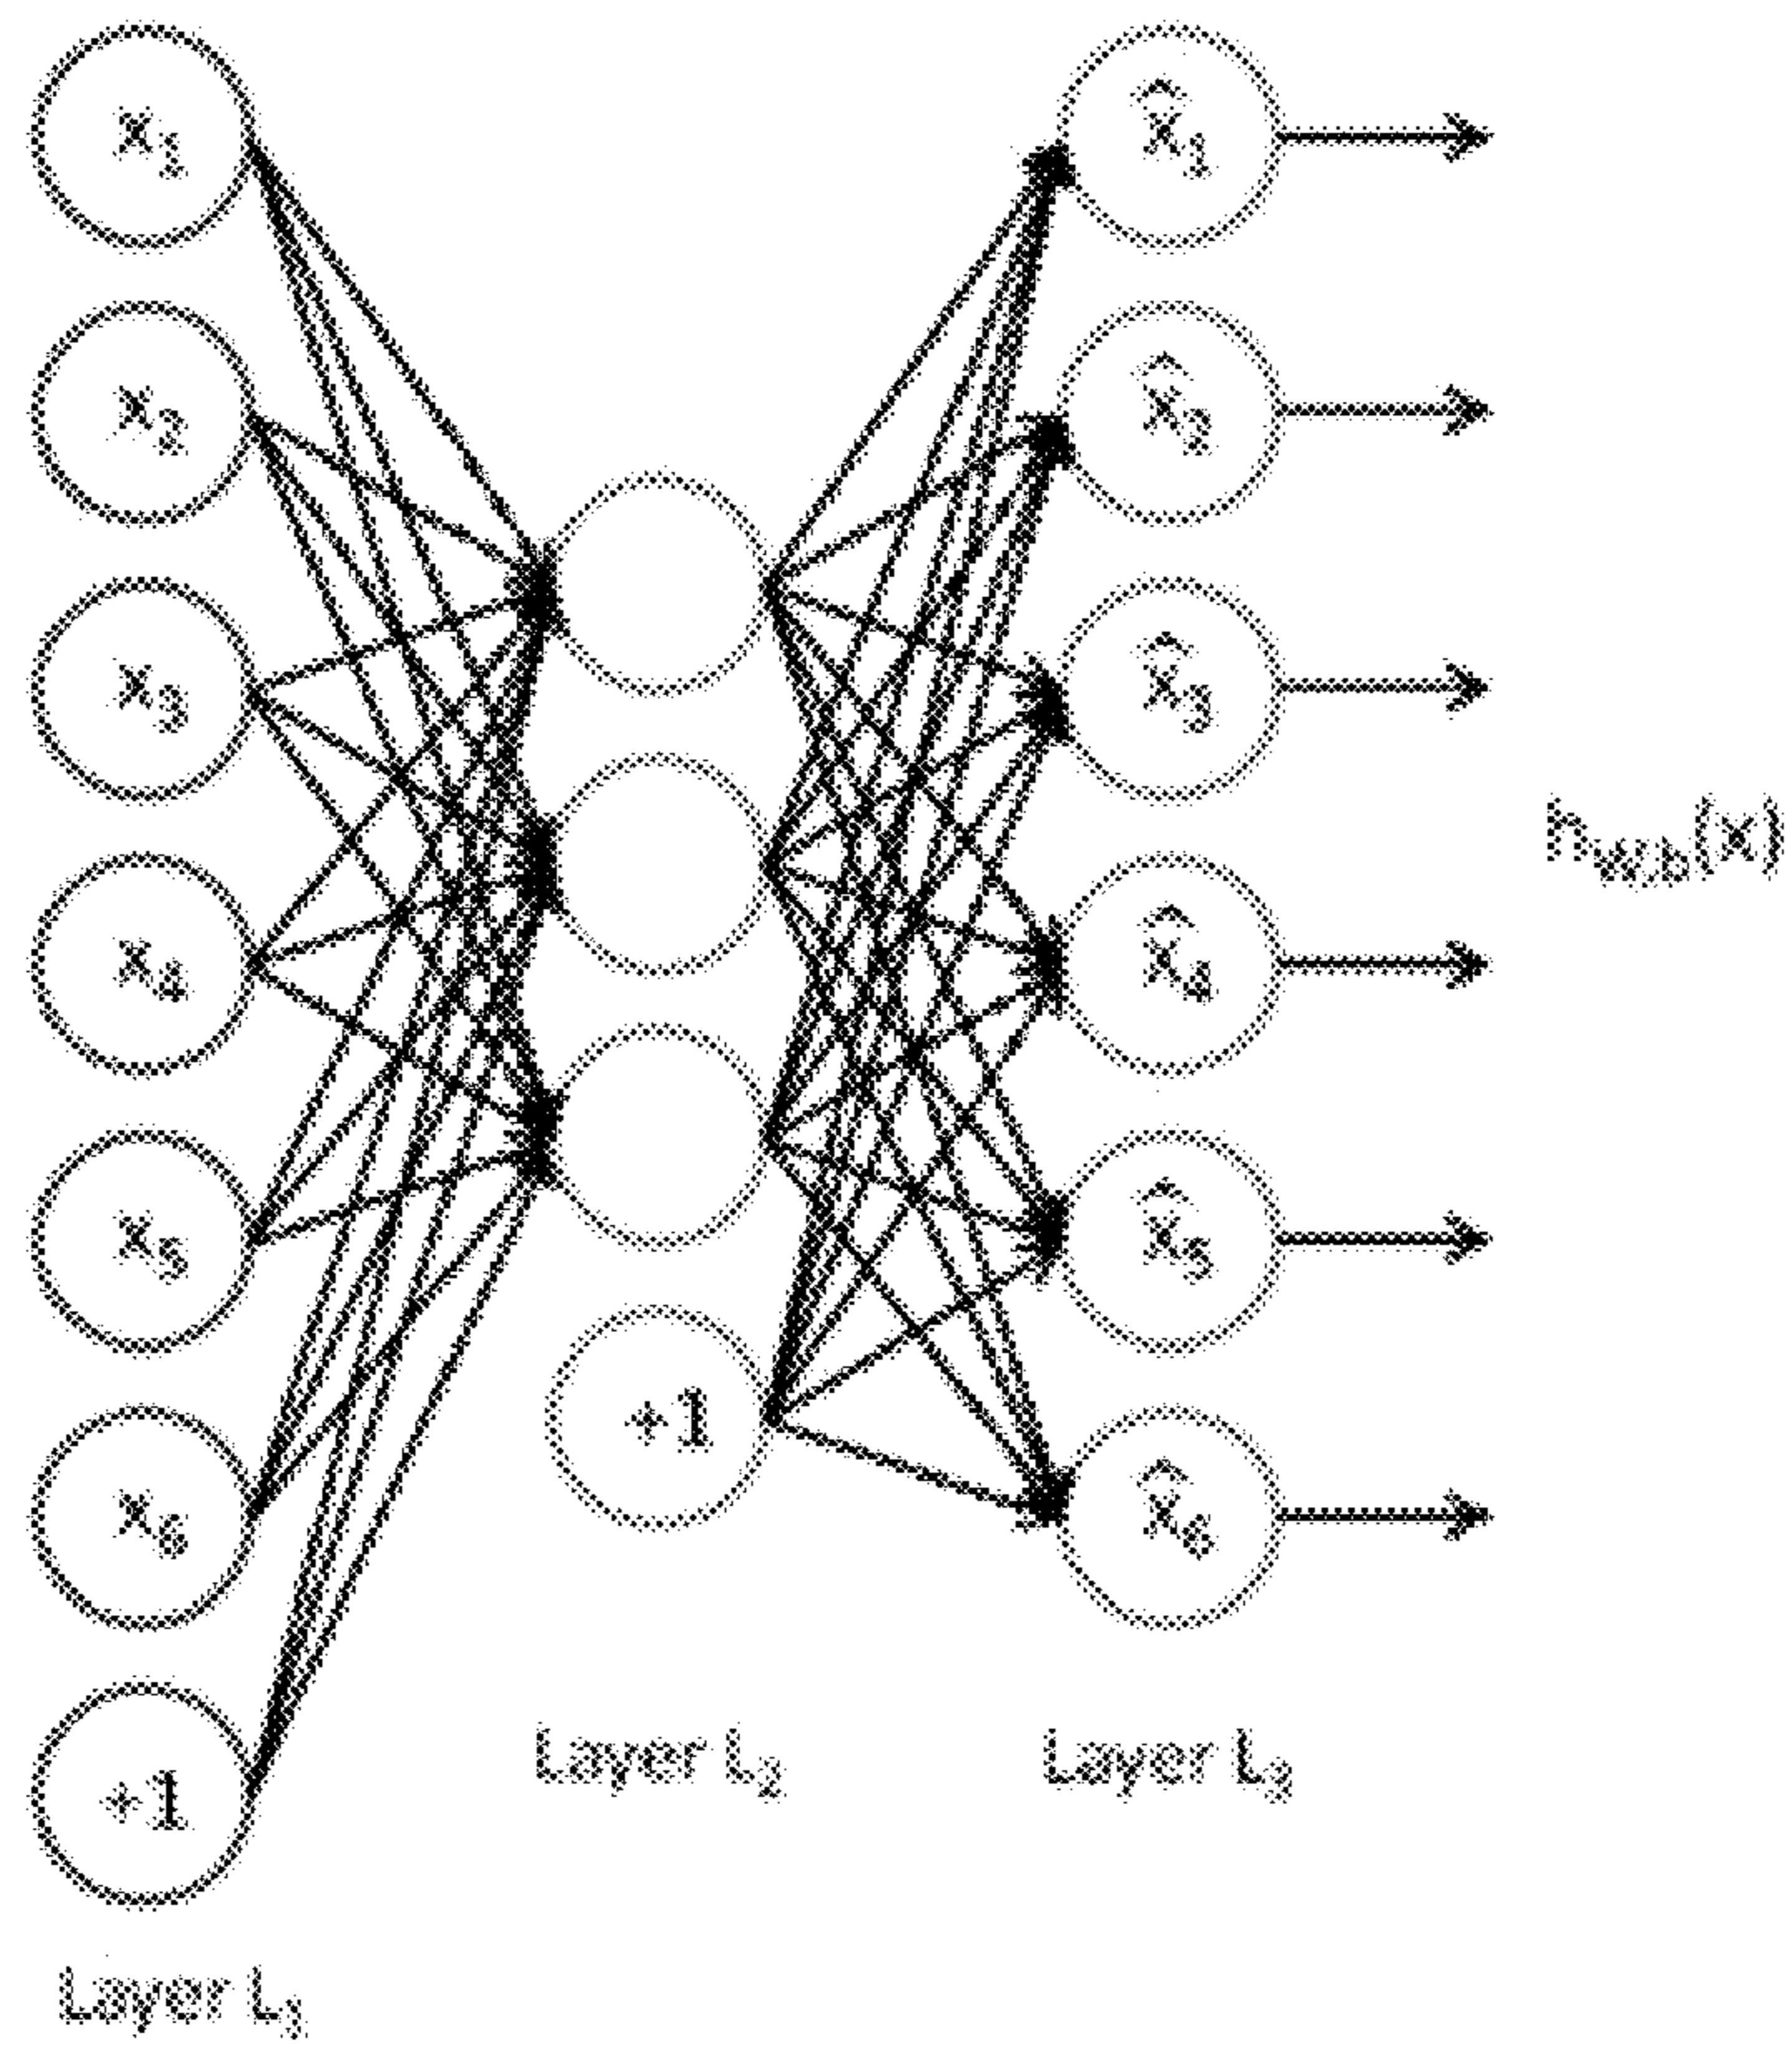 x₁
x₂
x₃
x₄
x₅
x₆
+1
Layer L₁
+1
Layer L₂
x̂₁
x̂₂
x̂₃
x̂₄
x̂₅
x̂₆
Layer L₃
h_W,b(x)